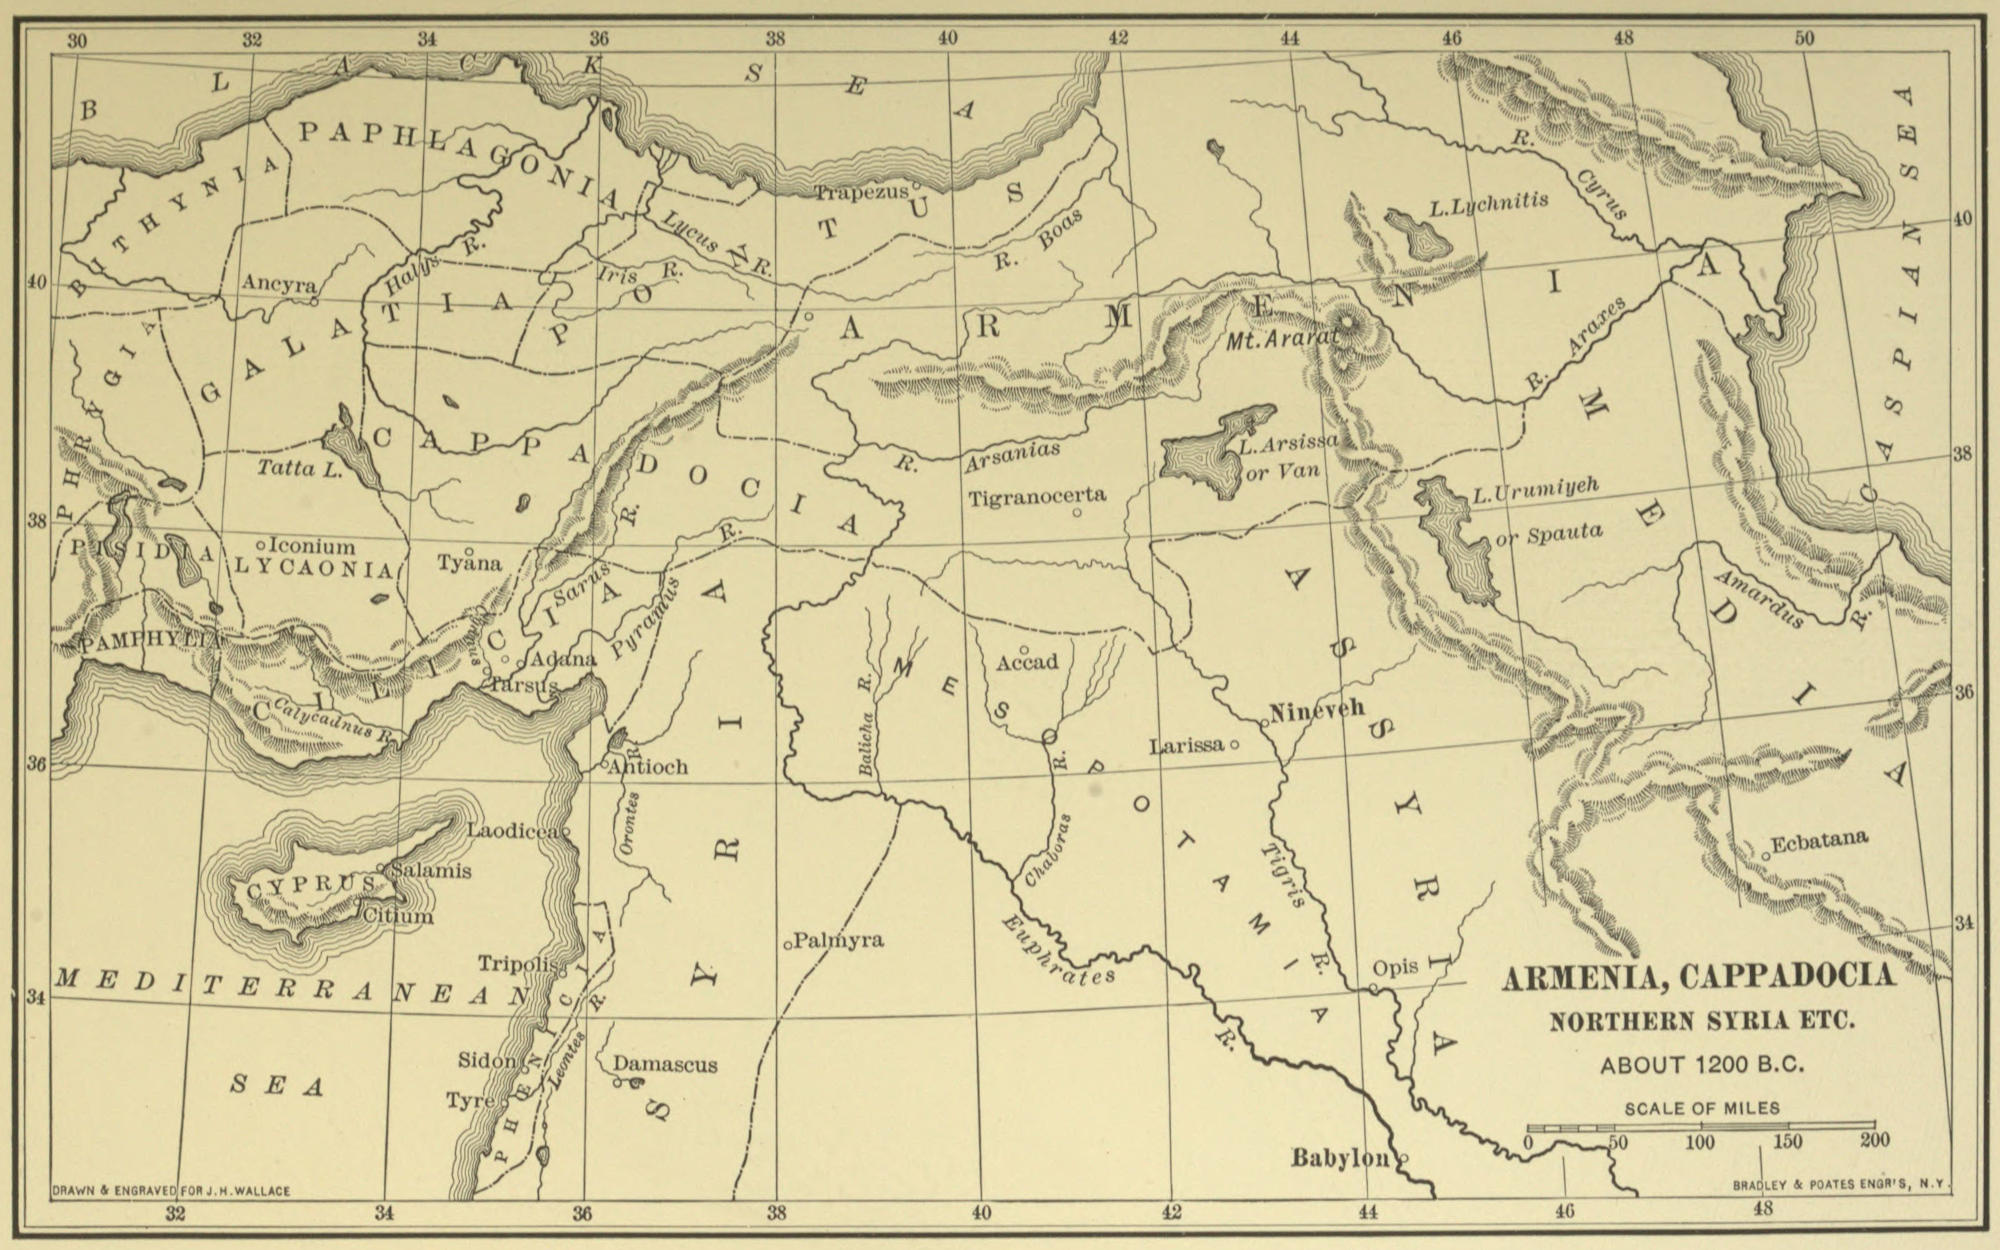 30 32 34 36 38 40 42 44 46 48 50
BLACK SEA
PAPHLAGONIA
BITHYNIA
Trapezus
PONTUS
Lycus R.
Iris R.
R. Boas
L. Lychnitis
R. Cyrus
CASPIAN SEA
40
40
Ancyra
Halys R.
GALATIA
ARMENIA
Mt. Ararat
R. Araxes
PHRYGIA
CAPPADOCIA
Tatta L.
R. Arsanias
L. Arsissa
or Van
Tigranocerta
L. Urumiyeh
or Spauta
MEDIA
38
38
PISIDIA
Iconium
LYCAONIA
Tyana
R.
Sarus
R.
Pyramus
ASSYRIA
Amardus R.
PAMPHYLIA
CILICIA
Adana
Tarsus
Calycadnus R.
Accad
MESOPOTAMIA
Balicha R.
Nineveh
Larissa
36
36
Antioch
Orontes R.
SYRIA
Chaboras R.
Laodicea
CYPRUS
Salamis
Citium
Tigris R.
Ecbatana
Palmyra
Euphrates R.
Tripolis
MEDITERRANEAN
SEA
34
34
Opis
PHŒNICIA
Leontes R.
Sidon
Damascus
Tyre
Babylon
ARMENIA, CAPPADOCIA
NORTHERN SYRIA ETC.
ABOUT 1200 B.C.
SCALE OF MILES
0 50 100 150 200
DRAWN & ENGRAVED FOR J.H. WALLACE
BRADLEY & POATES ENGR'S, N.Y.
32 34 36 38 40 42 44 46 48